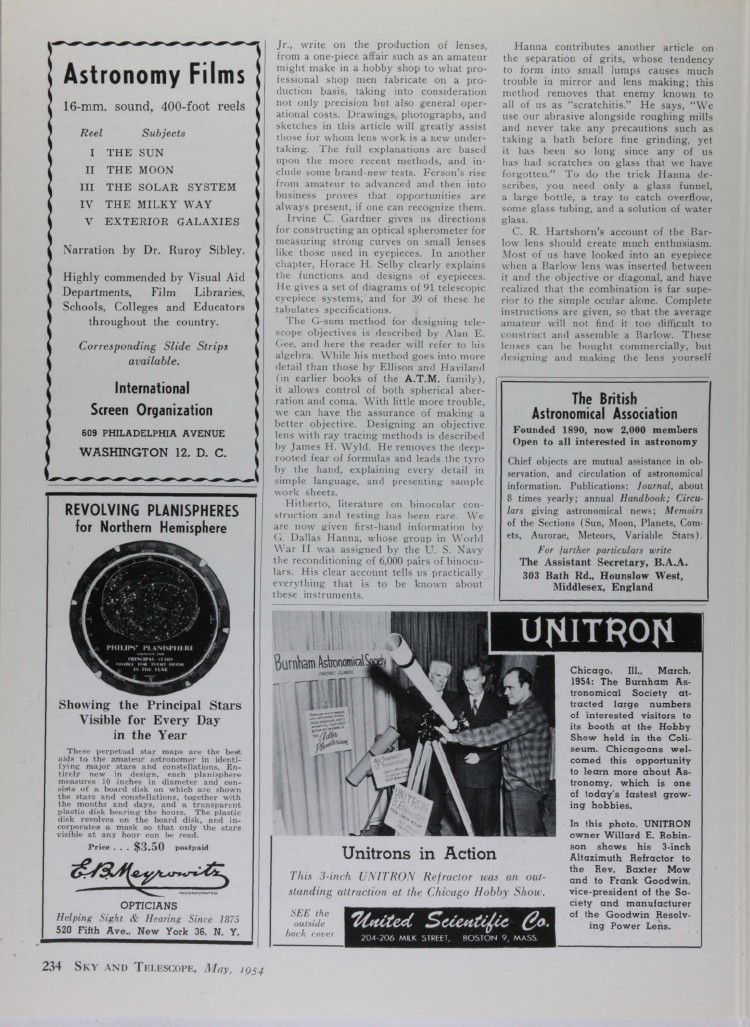 Astronomy Films
16-mm. sound, 400-foot reels
Reel Subjects
I THE SUN
II THE MOON
III THE SOLAR SYSTEM
IV THE MILKY WAY
V EXTERIOR GALAXIES
Narration by Dr. Ruroy Sibley.
Highly commended by Visual Aid
Departments, Film Libraries,
Schools, Colleges and Educators
throughout the country.
Corresponding Slide Strips
available.
International
Screen Organization
609 PHILADELPHIA AVENUE
WASHINGTON 12, D. C.
REVOLVING PLANISPHERES
for Northern Hemisphere
PHILIPS' PLANISPHERE
SHOWING THE
PRINCIPAL STARS
VISIBLE FOR EVERY HOUR
IN THE YEAR
Showing the Principal Stars
Visible for Every Day
in the Year
These perpetual star maps are the best
aids to the amateur astronomer in identi-
fying major stars and constellations. En-
tirely new in design, each planisphere
measures 10 inches in diameter and con-
sists of a board disk on which are shown
the stars and constellations, together with
the months and days, and a transparent
plastic disk bearing the hours. The plastic
disk revolves on the board disk, and in-
corporates a mask so that only the stars
visible at any hour can be read.
Price . . . $3.50 postpaid
E.B. Meyrowitz
INCORPORATED
OPTICIANS
Helping Sight & Hearing Since 1875
520 Fifth Ave., New York 36, N. Y.
Jr., write on the production of lenses,
from a one-piece affair such as an amateur
might make in a hobby shop to what pro-
fessional shop men fabricate on a pro-
duction basis, taking into consideration
not only precision but also general oper-
ational costs. Drawings, photographs, and
sketches in this article will greatly assist
those for whom lens work is a new under-
taking. The full explanations are based
upon the more recent methods, and in-
clude some brand-new tests. Ferson's rise
from amateur to advanced and then into
business proves that opportunities are
always present, if one can recognize them.
Irvine C. Gardner gives us directions
for constructing an optical spherometer for
measuring strong curves on small lenses
like those used in eyepieces. In another
chapter, Horace H. Selby clearly explains
the functions and designs of eyepieces.
He gives a set of diagrams of 91 telescopic
eyepiece systems, and for 39 of these he
tabulates specifications.
The G-sum method for designing tele-
scope objectives is described by Alan E.
Gee, and here the reader will refer to his
algebra. While his method goes into more
detail than those by Ellison and Haviland
(in earlier books of the A.T.M. family),
it allows control of both spherical aber-
ration and coma. With little more trouble,
we can have the assurance of making a
better objective. Designing an objective
lens with ray tracing methods is described
by James H. Wyld. He removes the deep-
rooted fear of formulas and leads the tyro
by the hand, explaining every detail in
simple language, and presenting sample
work sheets.
Hitherto, literature on binocular con-
struction and testing has been rare. We
are now given first-hand information by
G. Dallas Hanna, whose group in World
War II was assigned by the U. S. Navy
the reconditioning of 6,000 pairs of binocu-
lars. His clear account tells us practically
everything that is to be known about
these instruments.
Hanna contributes another article on
the separation of grits, whose tendency
to form into small lumps causes much
trouble in mirror and lens making; this
method removes that enemy known to
all of us as "scratchitis." He says, "We
use our abrasive alongside roughing mills
and never take any precautions such as
taking a bath before fine grinding, yet
it has been so long since any of us
has had scratches on glass that we have
forgotten." To do the trick Hanna de-
scribes, you need only a glass funnel,
a large bottle, a tray to catch overflow,
some glass tubing, and a solution of water
glass.
C. R. Hartshorn's account of the Bar-
low lens should create much enthusiasm.
Most of us have looked into an eyepiece
when a Barlow lens was inserted between
it and the objective or diagonal, and have
realized that the combination is far supe-
rior to the simple ocular alone. Complete
instructions are given, so that the average
amateur will not find it too difficult to
construct and assemble a Barlow. These
lenses can be bought commercially, but
designing and making the lens yourself
The British
Astronomical Association
Founded 1890, now 2,000 members
Open to all interested in astronomy
Chief objects are mutual assistance in ob-
servation, and circulation of astronomical
information. Publications: Journal, about
8 times yearly; annual Handbook; Circu-
lars giving astronomical news; Memoirs
of the Sections (Sun, Moon, Planets, Com-
ets, Aurorae, Meteors, Variable Stars).
For further particulars write
The Assistant Secretary, B.A.A.
303 Bath Rd., Hounslow West,
Middlesex, England
UNITRON
Burnham Astronomical Society
CHICAGO ILLINOIS
Adler
Planetarium
UNITRON
Chicago, Ill., March,
1954: The Burnham As-
tronomical Society at-
tracted large numbers
of interested visitors to
its booth at the Hobby
Show held in the Coli-
seum. Chicagoans wel-
comed this opportunity
to learn more about As-
tronomy, which is one
of today's fastest grow-
ing hobbies.
In this photo, UNITRON
owner Willard E. Robin-
son shows his 3-inch
Altazimuth Refractor to
the Rev. Baxter Mow
and to Frank Goodwin,
vice-president of the So-
ciety and manufacturer
of the Goodwin Resolv-
ing Power Lens.
Unitrons in Action
This 3-inch UNITRON Refractor was an out-
standing attraction at the Chicago Hobby Show.
SEE the
outside
back cover
United Scientific Co.
204-206 MILK STREET, BOSTON 9, MASS.
234 SKY AND TELESCOPE, May, 1954